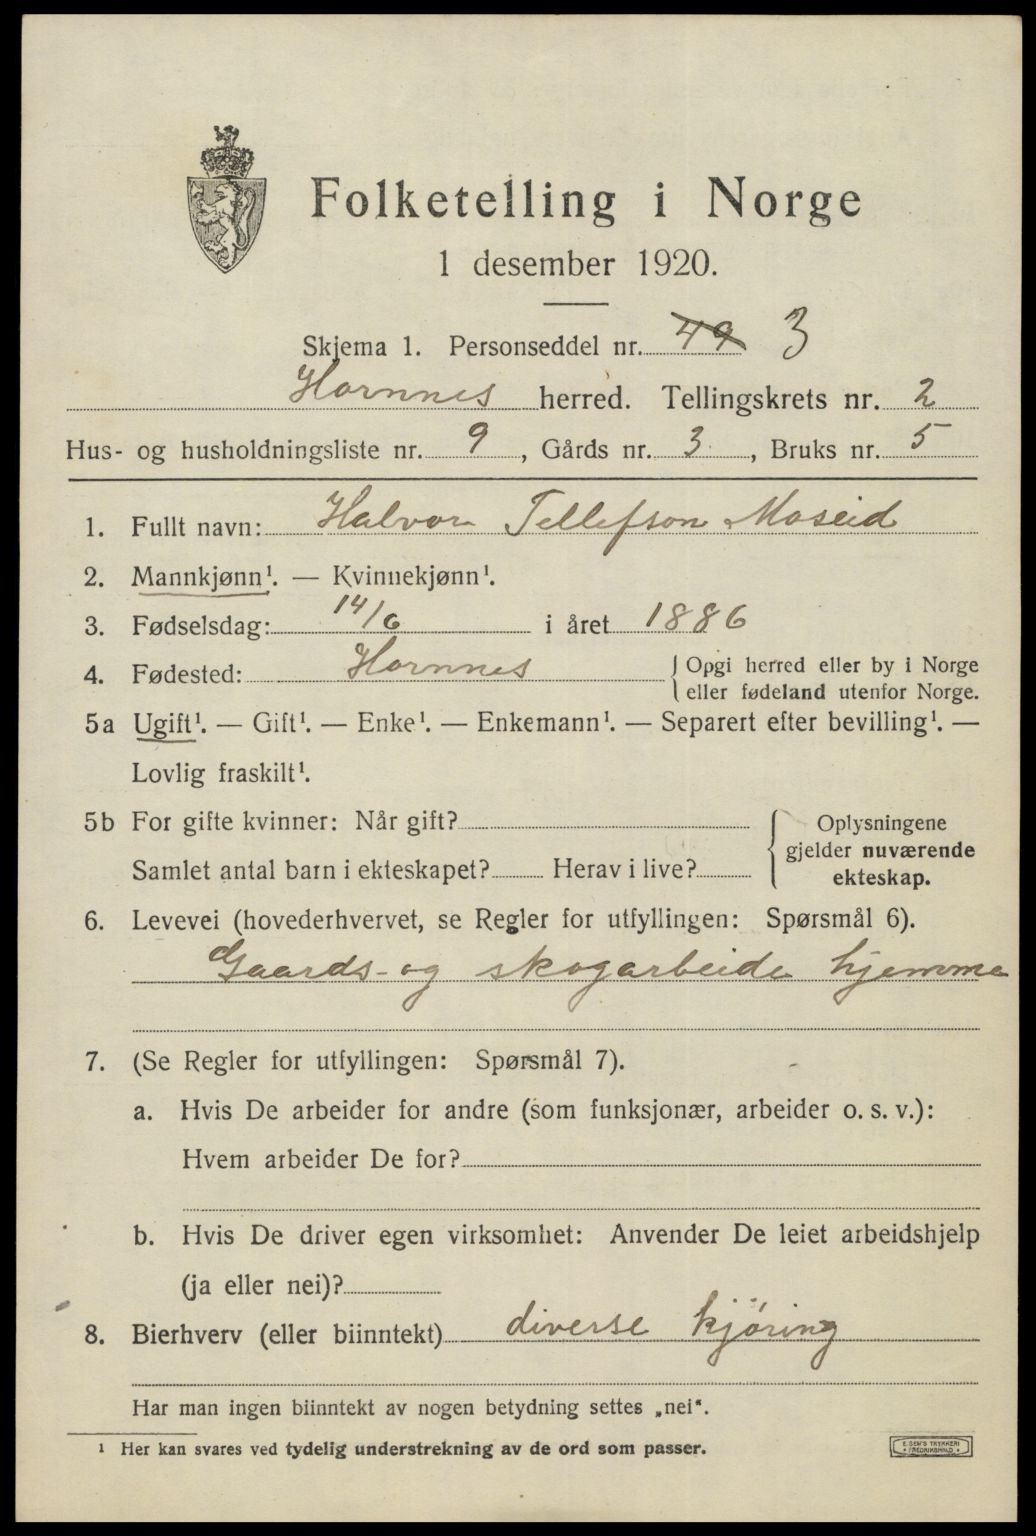 Folketelling i Norge
1 desember 1920.
Skjema 1. Personseddel nr. 49 3
Hornnes herred. Tellingskrets nr. 2
Hus- og husholdningsliste nr. 9, Gårds nr. 3, Bruks nr. 5
1. Fullt navn: Halvor Tellefson Moseid
2. Mannkjønn¹. — Kvinnekjønn¹.
3. Fødselsdag: 14/6 i året 1886
4. Fødested: Hornnes { Opgi herred eller by i Norge
eller fødeland utenfor Norge.
5a Ugift¹. — Gift¹. — Enke¹. — Enkemann¹. — Separert efter bevilling¹. —
Lovlig fraskilt¹.
5b For gifte kvinner: Når gift?
Samlet antal barn i ekteskapet? Herav i live?
Oplysningene
gjelder nuværende
ekteskap.
6. Levevei (hovederhvervet, se Regler for utfyllingen: Spørsmål 6).
Gaards- og skogarbeide hjemme
7. (Se Regler for utfyllingen: Spørsmål 7).
a. Hvis De arbeider for andre (som funksjonær, arbeider o. s. v.):
Hvem arbeider De for?
b. Hvis De driver egen virksomhet: Anvender De leiet arbeidshjelp
(ja eller nei)?
8. Bierhverv (eller biinntekt) diverse kjøring
Har man ingen biinntekt av nogen betydning settes „nei".
¹ Her kan svares ved tydelig understrekning av de ord som passer.
E. SEM'S TRYKKERI
FREDRIKSHALD